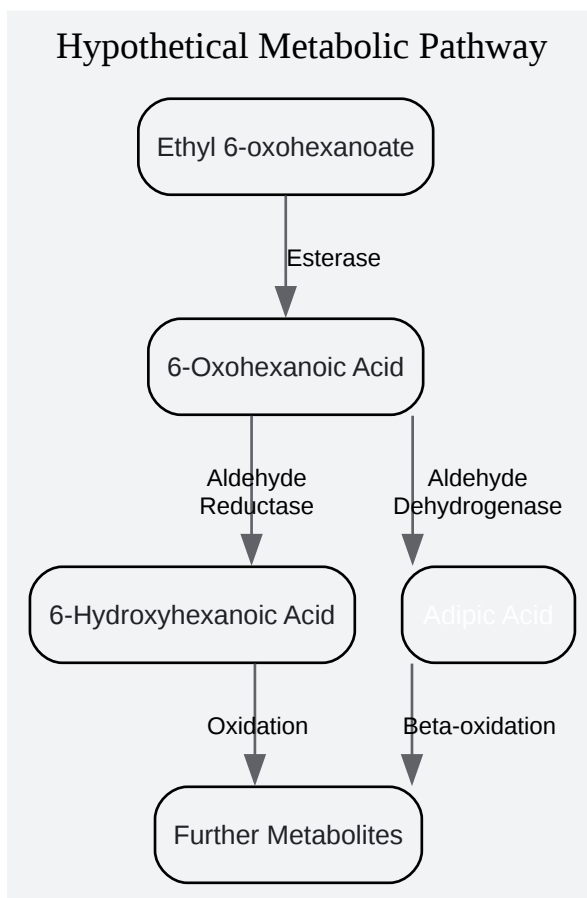 Hypothetical Metabolic Pathway
Ethyl 6-oxohexanoate
Esterase
6-Oxohexanoic Acid
Aldehyde
Reductase
Aldehyde
Dehydrogenase
6-Hydroxyhexanoic Acid
Adipic Acid
Oxidation
Beta-oxidation
Further Metabolites